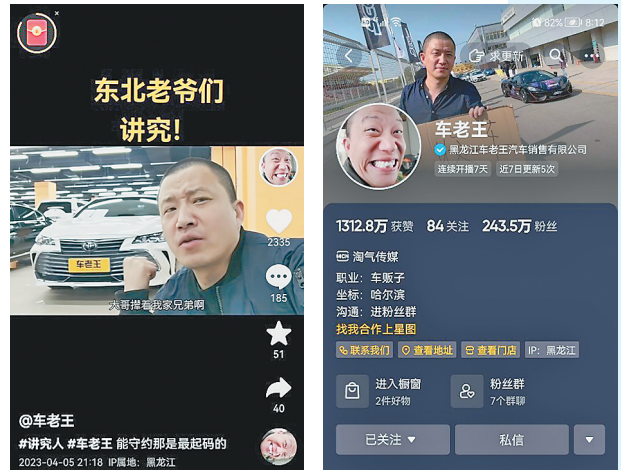 东北老爷们
讲究!
车老王
大哥撵着我家兄弟啊
2335
185
51
40
@车老王
#讲究人 #车老王 能守约那是最起码的
2023-04-05 21:18 IP属地：黑龙江
82% 8:12
求更新
车老王
黑龙江车老王汽车销售有限公司
连续开播7天 近7日更新5次
1312.8万 获赞 84 关注 243.5万 粉丝
MCN 淘气传媒
职业：车贩子
坐标：哈尔滨
沟通：进粉丝群
找我合作上星图
联系我们 查看地址 查看门店 IP：黑龙江
进入橱窗
2件好物
粉丝群
7个群聊
已关注
私信